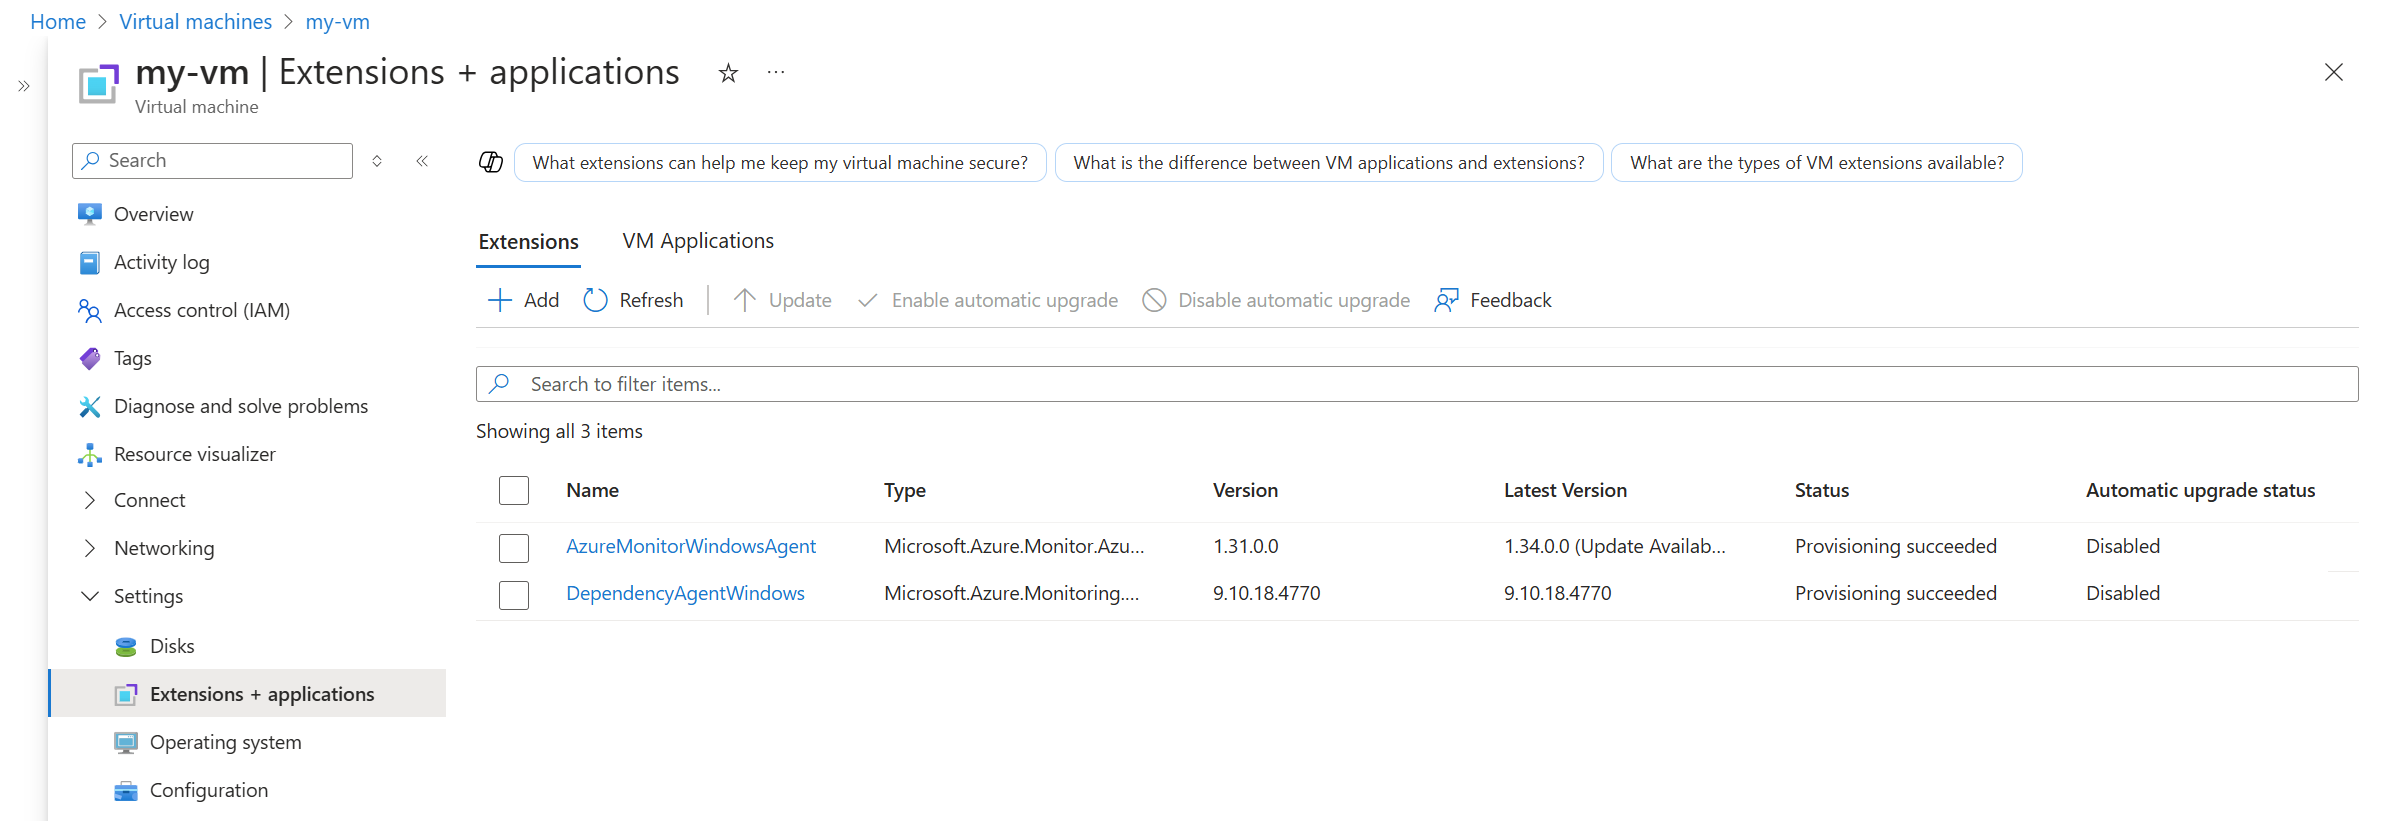 Home > Virtual machines > my-vm
my-vm | Extensions + applications
Virtual machine
Search
Overview
Activity log
Access control (IAM)
Tags
Diagnose and solve problems
Resource visualizer
Connect
Networking
Settings
Disks
Extensions + applications
Operating system
Configuration
What extensions can help me keep my virtual machine secure? What is the difference between VM applications and extensions? What are the types of VM extensions available?
Extensions VM Applications
Add Refresh Update Enable automatic upgrade Disable automatic upgrade Feedback
Search to filter items...
Showing all 3 items
Name Type Version Latest Version Status Automatic upgrade status
AzureMonitorWindowsAgent Microsoft.Azure.Monitor.Azu... 1.31.0.0 1.34.0.0 (Update Availab... Provisioning succeeded Disabled
DependencyAgentWindows Microsoft.Azure.Monitoring.... 9.10.18.4770 9.10.18.4770 Provisioning succeeded Disabled